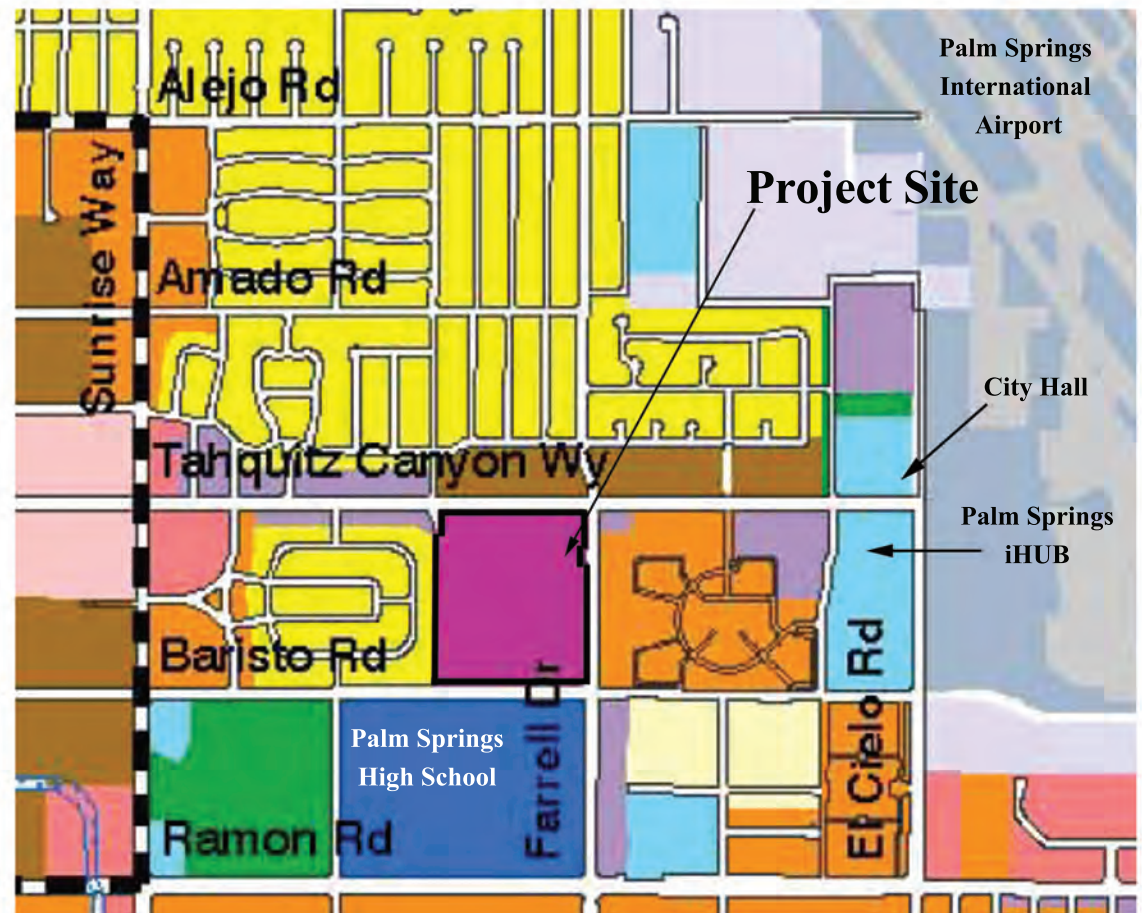 Palm Springs
International
Airport
Alejo Rd
Project Site
Sunrise Way
Amado Rd
City Hall
Tahquitz Canyon Wy
Palm Springs
iHUB
Baristo Rd
Farrell Dr
El Cielo Rd
Palm Springs
High School
Ramon Rd